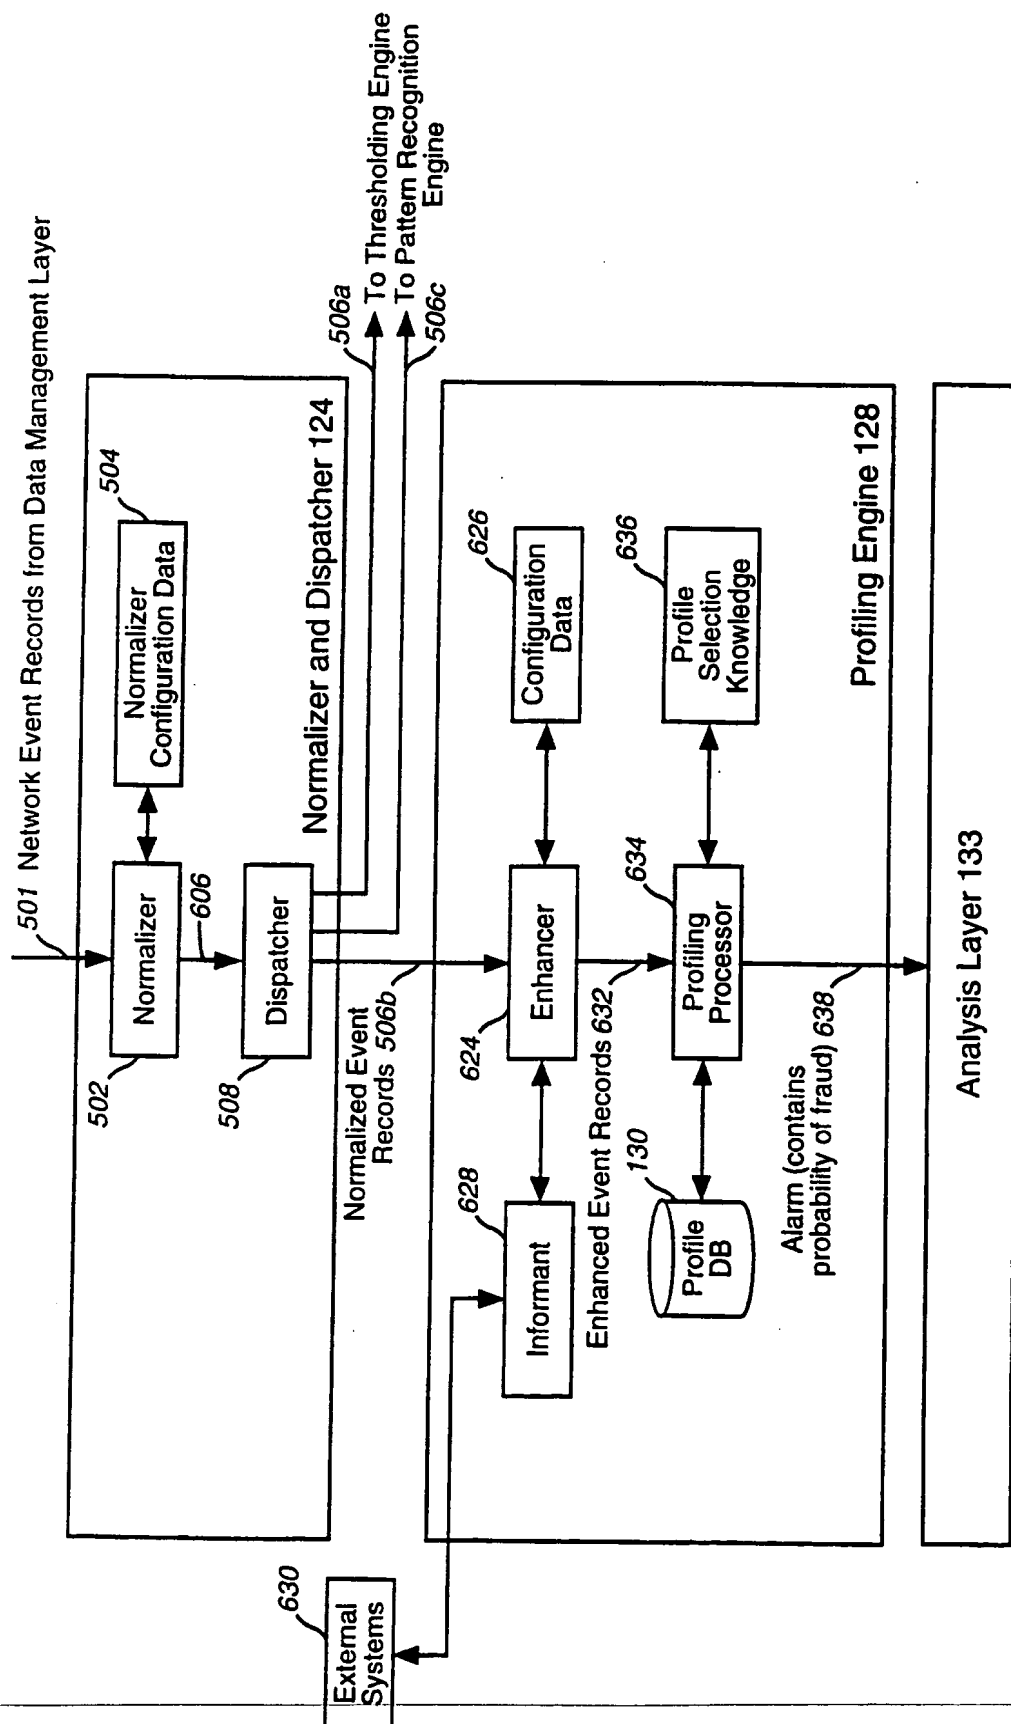 501 Network Event Records from Data Management Layer
Normalizer
502
Normalizer
Configuration Data
504
606
Dispatcher
508
Normalizer and Dispatcher 124
506a
To Thresholding Engine
To Pattern Recognition
Engine
506c
Normalized Event
Records 506b
External
Systems
630
Informant
628
Enhancer
624
Configuration
Data
626
Enhanced Event Records 632
Profile
DB
130
Profiling
Processor
634
Profile
Selection
Knowledge
636
Profiling Engine 128
Alarm (contains
probability of fraud) 638
Analysis Layer 133